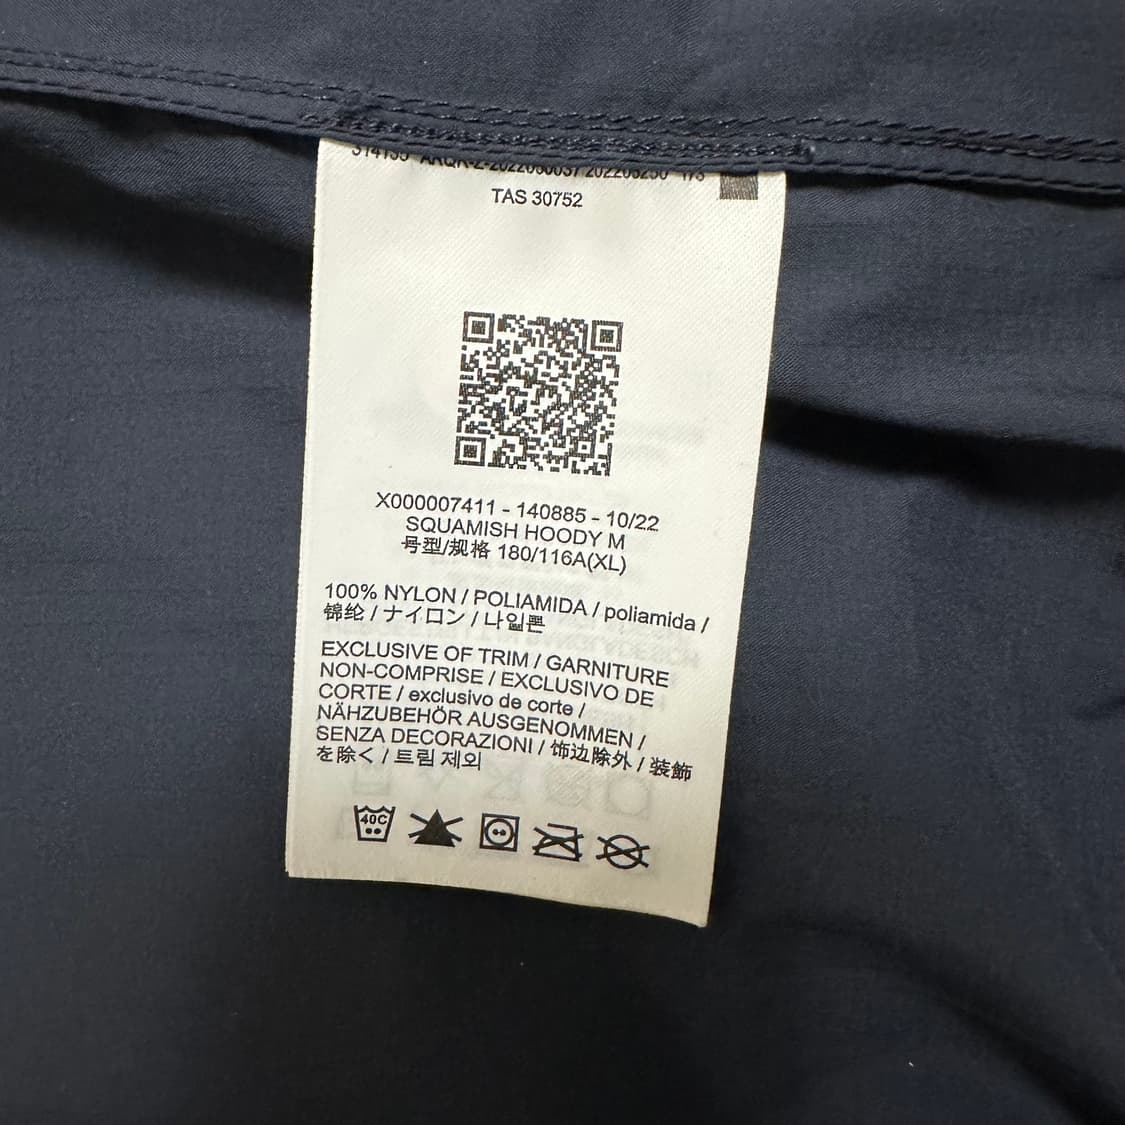 TAS 30752
X000007411 - 140885 - 10/22
SQUAMISH HOODY M
号型/规格 180/116A(XL)
100% NYLON / POLIAMIDA / poliamida /
锦纶 / ナイロン / 나일론
EXCLUSIVE OF TRIM / GARNITURE
NON-COMPRISE / EXCLUSIVO DE
CORTE / exclusivo de corte /
NÄHZUBEHÖR AUSGENOMMEN /
SENZA DECORAZIONI / 饰边除外 / 装飾
を除く / 트림 제외
40C